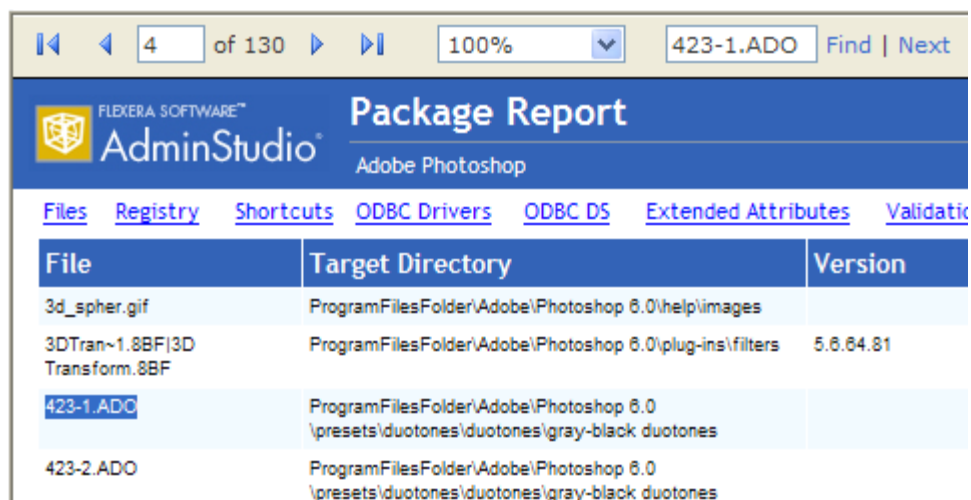 4 of 130 100% 423-1.ADO Find | Next
FLEXERA SOFTWARE™ Package Report
AdminStudio®
Adobe Photoshop
Files Registry Shortcuts ODBC Drivers ODBC DS Extended Attributes Validatio
File Target Directory Version
3d_spher.gif ProgramFilesFolder\Adobe\Photoshop 6.0\help\images
3DTran~1.8BF|3D ProgramFilesFolder\Adobe\Photoshop 6.0\plug-ins\filters 5.6.64.81
Transform.8BF
423-1.ADO ProgramFilesFolder\Adobe\Photoshop 6.0
\presets\duotones\duotones\gray-black duotones
423-2.ADO ProgramFilesFolder\Adobe\Photoshop 6.0
\presets\duotones\duotones\gray-black duotones